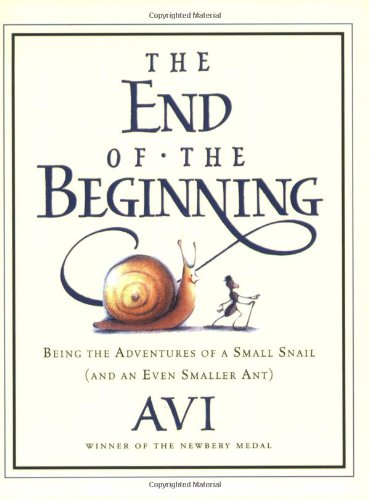 Copyrighted Material
THE
END
OF · THE
BEGINNING
BEING THE ADVENTURES OF A SMALL SNAIL
(AND AN EVEN SMALLER ANT)
AVI
WINNER OF THE NEWBERY MEDAL
Copyrighted Material